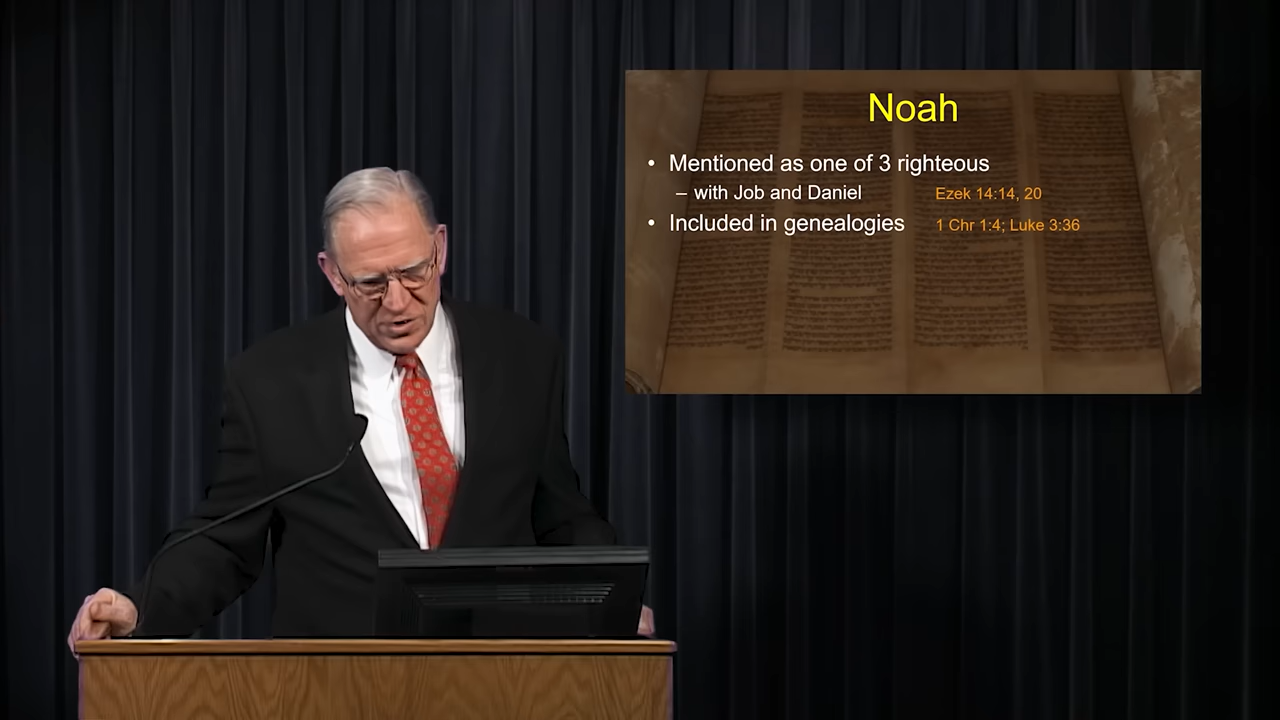 Noah
• Mentioned as one of 3 righteous
– with Job and Daniel Ezek 14:14, 20
• Included in genealogies 1 Chr 1:4; Luke 3:36